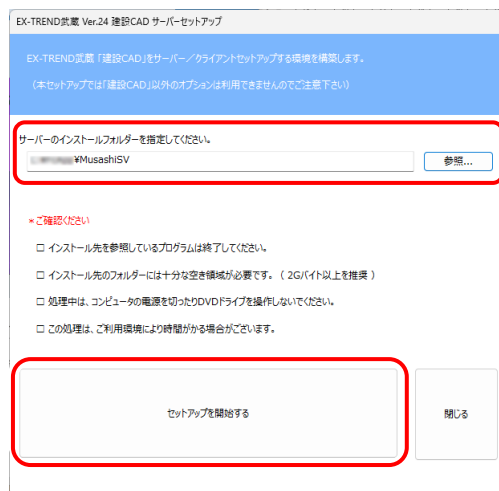 EX-TREND武蔵 Ver.24 建設CAD サーバーセットアップ
EX-TREND武蔵「建設CAD」をサーバー／クライアントセットアップする環境を構築します。
（本セットアップでは「建設CAD」以外のオプションは利用できませんのでご注意下さい）
サーバーのインストールフォルダーを指定してください。
¥MusashiSV
参照...
＊ご確認ください
□ インストール先を参照しているプログラムは終了してください。
□ インストール先のフォルダーには十分な空き領域が必要です。（ 2Gバイト以上を推奨 ）
□ 処理中は、コンピュータの電源を切ったりDVDドライブを操作しないでください。
□ この処理は、ご利用環境により時間がかる場合がございます。
セットアップを開始する
閉じる